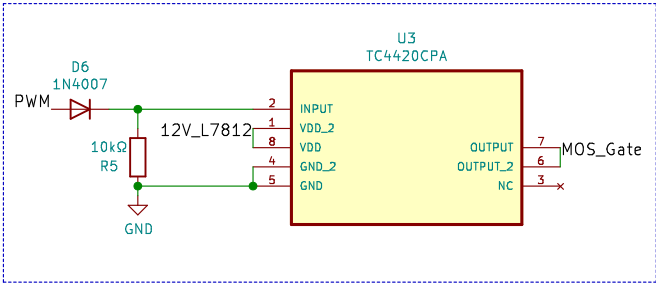 U3
TC4420CPA
D6
1N4007
PWM
2 INPUT
12V_L7812 1 VDD_2
8 VDD
10kΩ
R5
4 GND_2
5 GND
OUTPUT 7 MOS_Gate
OUTPUT_2 6
NC 3
GND